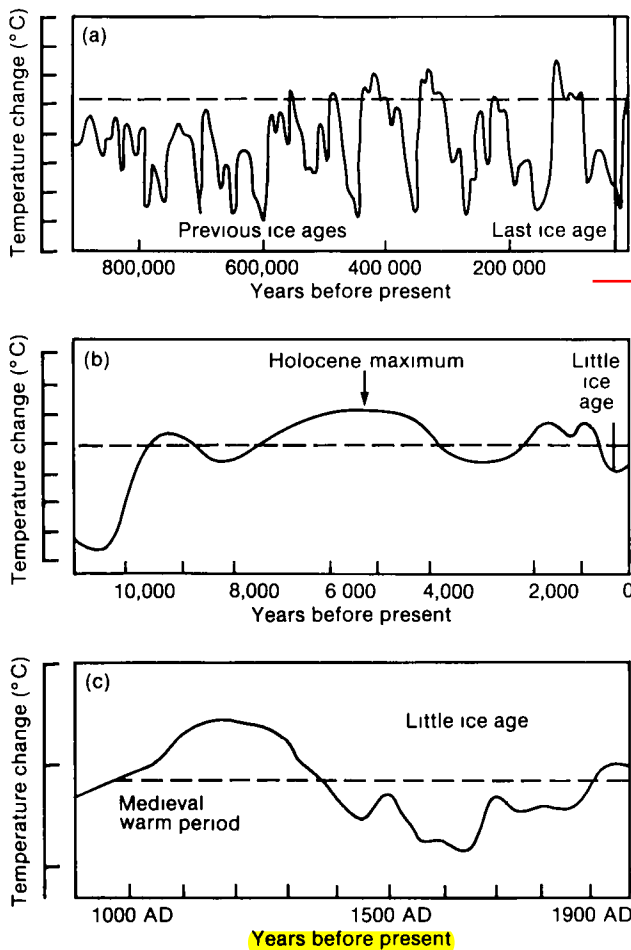 Temperature change (°C)
(a)
Previous ice ages
Last ice age
800,000 600,000 400 000 200 000
Years before present
Temperature change (°C)
(b)
Holocene maximum
Little
ice
age
10,000 8,000 6 000 4,000 2,000 0
Years before present
Temperature change (°C)
(c)
Little ice age
Medieval
warm period
1000 AD 1500 AD 1900 AD
Years before present